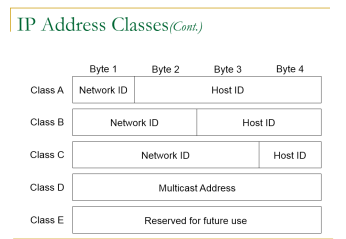 IP Address Classes(Cont.)
Byte 1 Byte 2 Byte 3 Byte 4
Class A Network ID Host ID
Class B Network ID Host ID
Class C Network ID Host ID
Class D Multicast Address
Class E Reserved for future use